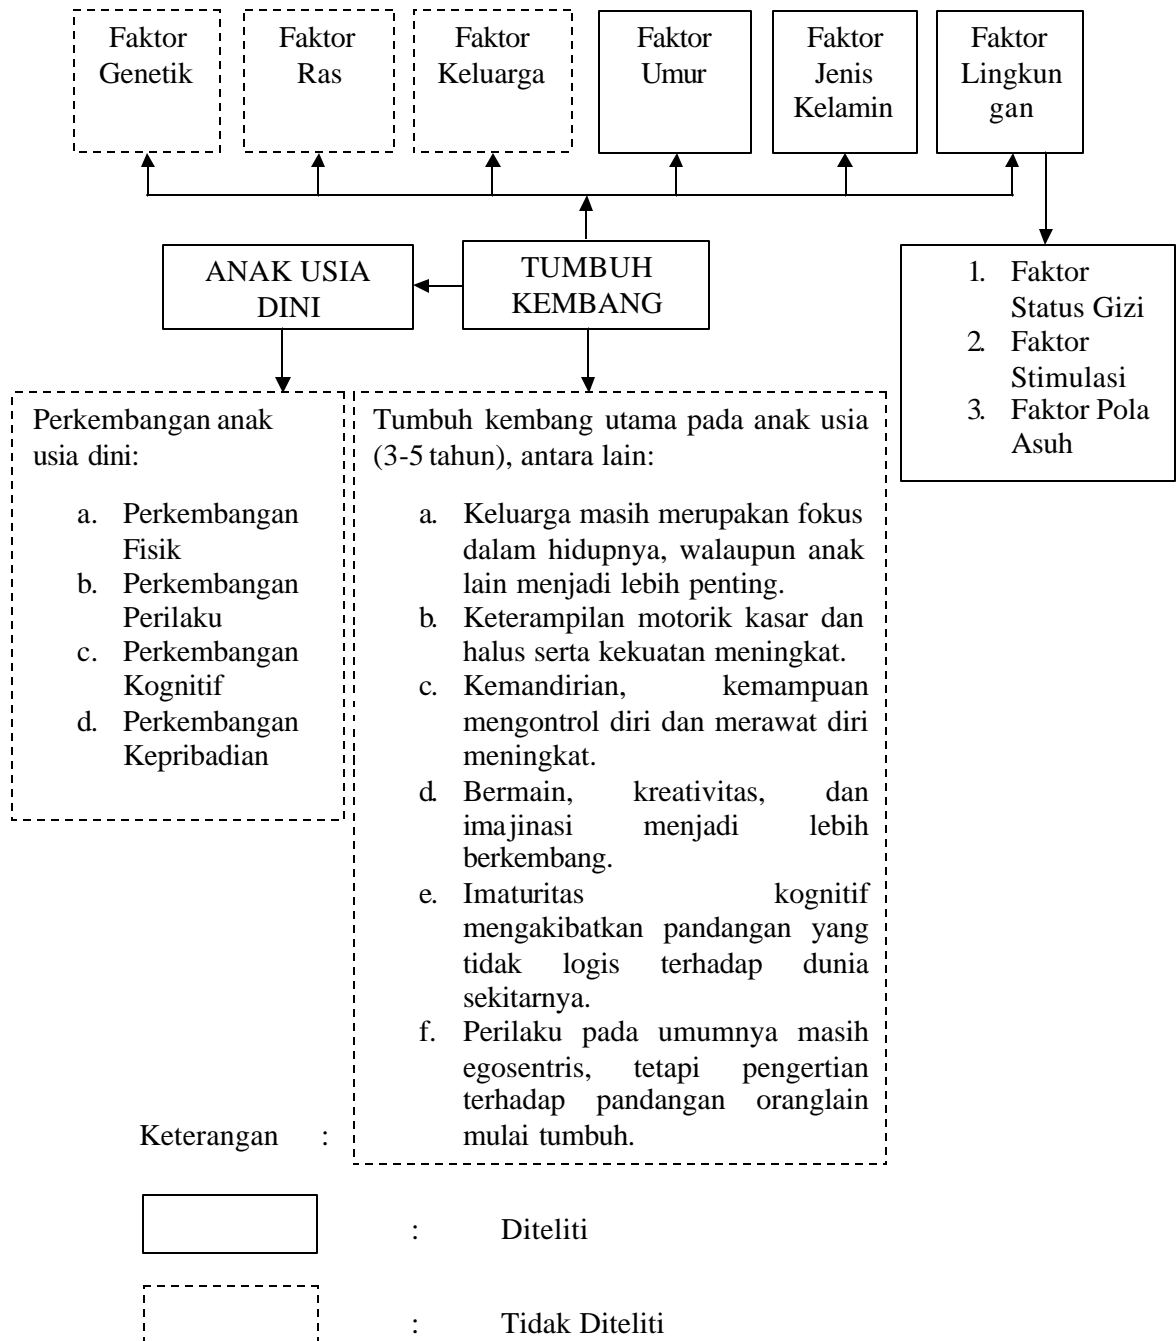 Faktor
Genetik
Faktor
Ras
Faktor
Keluarga
Faktor
Umur
Faktor
Jenis
Kelamin
Faktor
Lingkun
gan
ANAK USIA
DINI
TUMBUH
KEMBANG
1. Faktor
Status Gizi
2. Faktor
Stimulasi
3. Faktor Pola
Asuh
Perkembangan anak
usia dini:
a. Perkembangan
Fisik
b. Perkembangan
Perilaku
c. Perkembangan
Kognitif
d. Perkembangan
Kepribadian
Tumbuh kembang utama pada anak usia
(3-5 tahun), antara lain:
a. Keluarga masih merupakan fokus
dalam hidupnya, walaupun anak
lain menjadi lebih penting.
b. Keterampilan motorik kasar dan
halus serta kekuatan meningkat.
c. Kemandirian, kemampuan
mengontrol diri dan merawat diri
meningkat.
d. Bermain, kreativitas, dan
imajinasi menjadi lebih
berkembang.
e. Imaturitas kognitif
mengakibatkan pandangan yang
tidak logis terhadap dunia
sekitarnya.
f. Perilaku pada umumnya masih
egosentris, tetapi pengertian
terhadap pandangan oranglain
mulai tumbuh.
Keterangan :
: Diteliti
: Tidak Diteliti